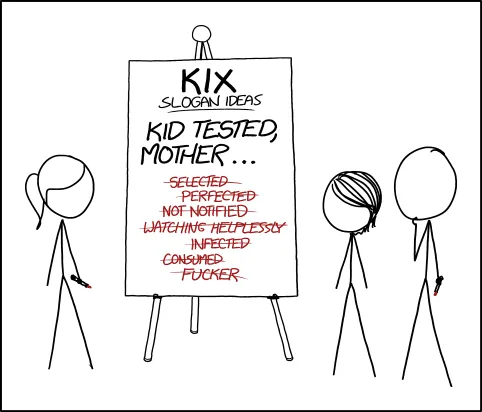 KIX
SLOGAN IDEAS
KID TESTED,
MOTHER...
SELECTED
PERFECTED
NOT NOTIFIED
WATCHING HELPLESSLY
INFECTED
CONSUMED
FUCKER